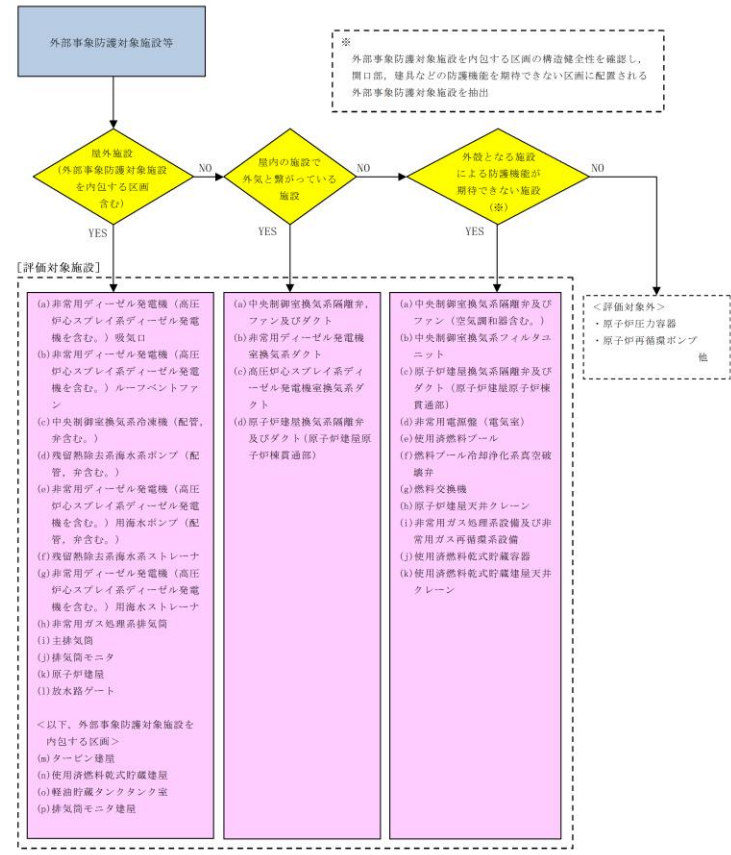 外部事象防護対象施設等
※
外部事象防護対象施設を内包する区画の構造健全性を確認し，
開口部，建具などの防護機能を期待できない区画に配置される
外部事象防護対象施設を抽出
屋外施設
(外部事象防護対象施設
を内包する区画
含む)
NO
屋内の施設で
外気と繋がっている
施設
NO
外殻となる施設
による防護機能が
期待できない施設
(※)
NO
YES
YES
YES
[評価対象施設]
(a)非常用ディーゼル発電機（高圧
炉心スプレイ系ディーゼル発電
機を含む。）吸気口
(b)非常用ディーゼル発電機（高圧
炉心スプレイ系ディーゼル発電
機を含む。）ルーフベントファ
ン
(c)中央制御室換気系冷凍機（配管，
弁含む。）
(d)残留熱除去系海水系ポンプ（配
管，弁含む。）
(e)非常用ディーゼル発電機（高圧
炉心スプレイ系ディーゼル発電
機を含む。）用海水ポンプ（配
管，弁含む。）
(f)残留熱除去系海水系ストレーナ
(g)非常用ディーゼル発電機（高圧
炉心スプレイ系ディーゼル発電
機を含む。）用海水ストレーナ
(h)非常用ガス処理系排気筒
(i)主排気筒
(j)排気筒モニタ
(k)原子炉建屋
(l)放水路ゲート
＜以下，外部事象防護対象施設を
内包する区画＞
(m)タービン建屋
(n)使用済燃料乾式貯蔵建屋
(o)軽油貯蔵タンクタンク室
(p)排気筒モニタ建屋
(a)中央制御室換気系隔離弁，
ファン及びダクト
(b)非常用ディーゼル発電機
室換気系ダクト
(c)高圧炉心スプレイ系ディ
ーゼル発電機室換気系ダ
クト
(d)原子炉建屋換気系隔離弁
及びダクト(原子炉建屋原
子炉棟貫通部)
(a)中央制御室換気系隔離弁及び
ファン（空気調和器含む。）
(b)中央制御室換気系フィルタユ
ニット
(c)原子炉建屋換気系隔離弁及び
ダクト（原子炉建屋原子炉棟
貫通部）
(d)非常用電源盤（電気室）
(e)使用済燃料プール
(f)燃料プール冷却浄化系真空破
壊弁
(g)燃料交換機
(h)原子炉建屋天井クレーン
(i)非常用ガス処理系設備及び非
常用ガス再循環系設備
(j)使用済燃料乾式貯蔵容器
(k)使用済燃料乾式貯蔵建屋天井
クレーン
＜評価対象外＞
・原子炉圧力容器
・原子炉再循環ポンプ
他